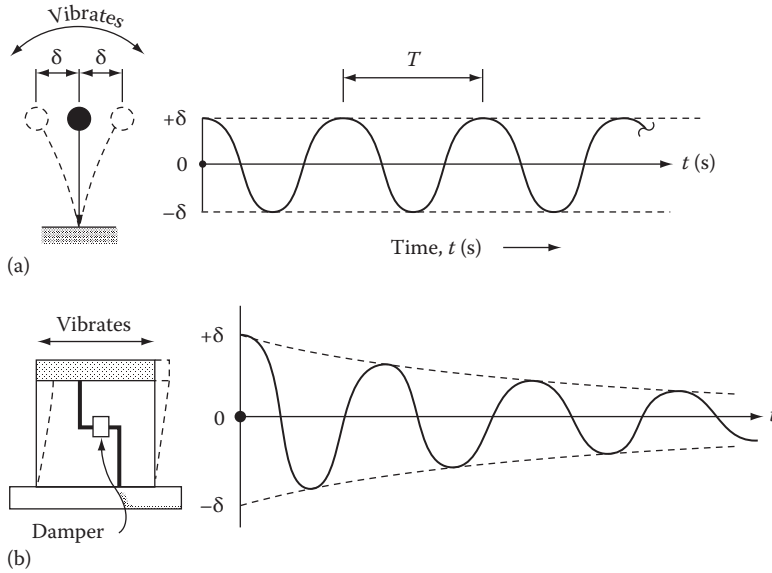 Vibrates
δ δ
T
+δ
0
t (s)
−δ
Time, t (s)
(a)
Vibrates
+δ
0
t
−δ
Damper
(b)